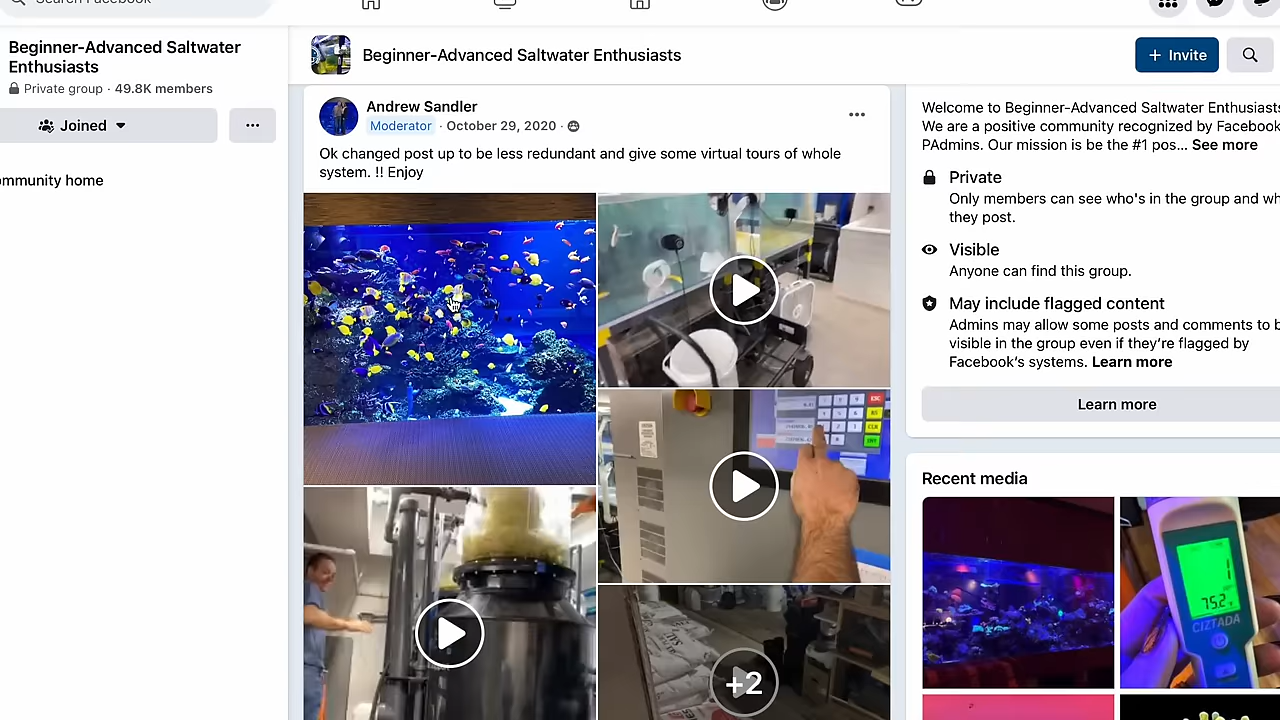 Beginner-Advanced Saltwater
Enthusiasts
Private group · 49.8K members
Joined
Beginner-Advanced Saltwater Enthusiasts
+ Invite
Andrew Sandler
Moderator · October 29, 2020 ·
Ok changed post up to be less redundant and give some virtual tours of whole
system. !! Enjoy
+2
Welcome to Beginner-Advanced Saltwater
We are a positive community recognized by Facebook
PAdmins. Our mission is be the #1 pos... See more
Private
Only members can see who's in the group and
they post.
Visible
Anyone can find this group.
May include flagged content
Admins may allow some posts and comments to
visible in the group even if they're flagged by
Facebook's systems. Learn more
Learn more
Recent media
75.2
CIZTADA